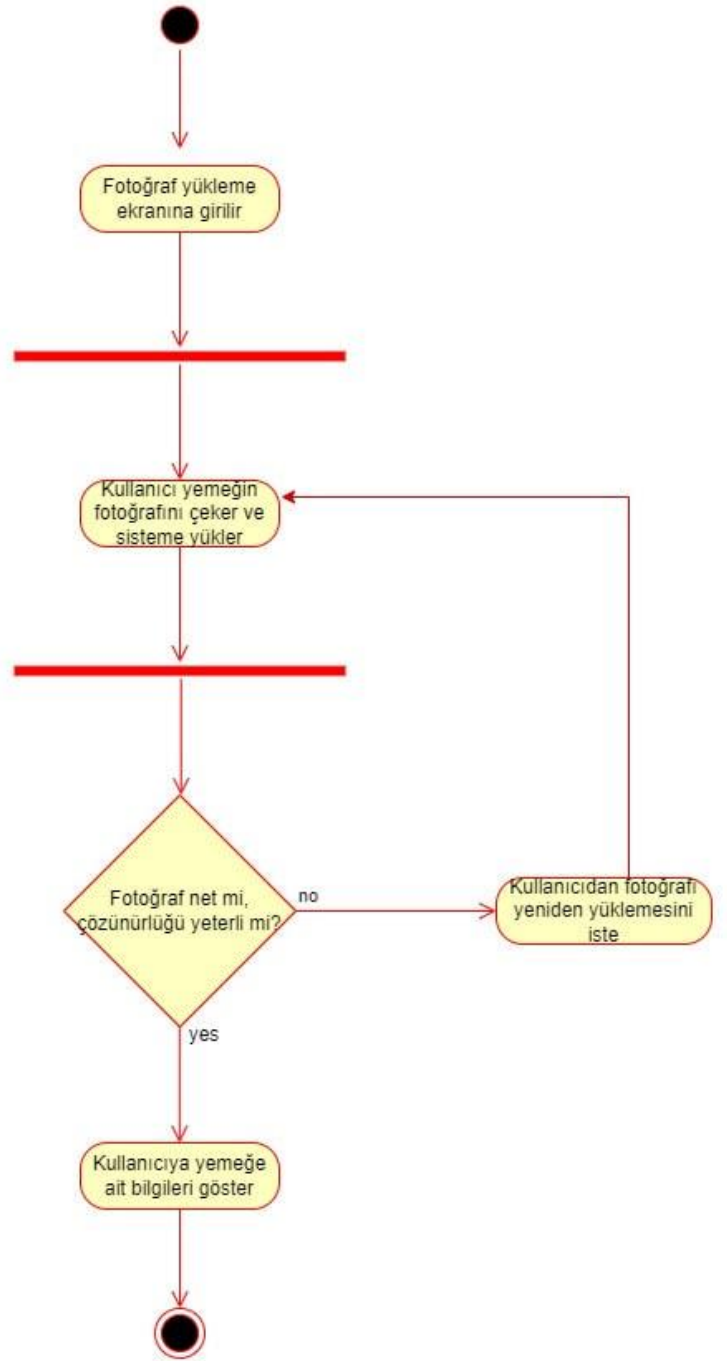 Fotoğraf yükleme
ekranına girilir
Kullanıcı yemeğin
fotoğrafını çeker ve
sisteme yükler
Fotoğraf net mi,
çözünürlüğü yeterli mi?
no
Kullanıcıdan fotoğrafı
yeniden yüklemesini
iste
yes
Kullanıcıya yemeğe
ait bilgileri göster